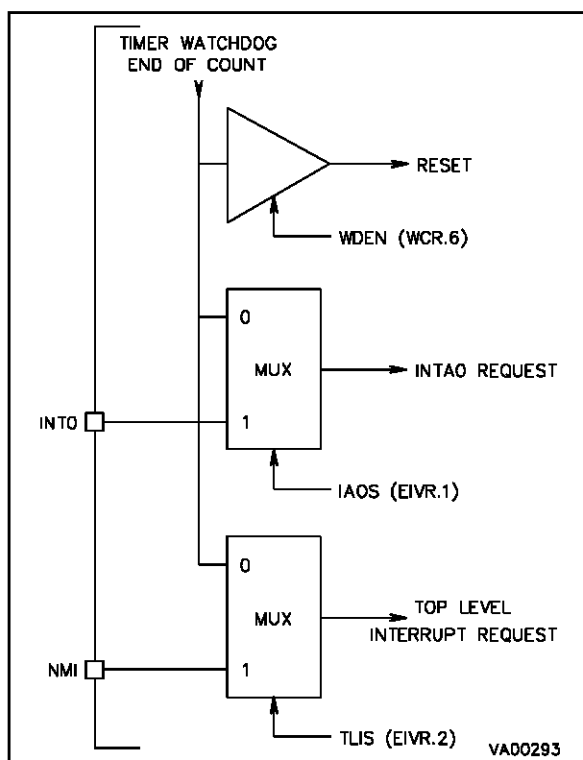 TIMER WATCHDOG
END OF COUNT
RESET
WDEN (WCR.6)
0
MUX
INTA0 REQUEST
INT0
1
IA0S (EIVR.1)
0
MUX
TOP LEVEL
INTERRUPT REQUEST
NMI
1
TLIS (EIVR.2)
VA00293